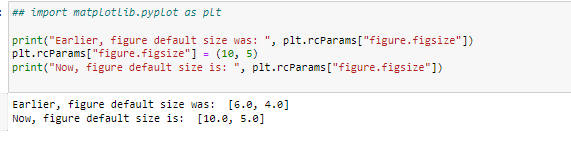 ## import matplotlib.pyplot as plt
print("Earlier, figure default size was: ", plt.rcParams["figure.figsize"])
plt.rcParams["figure.figsize"] = (10, 5)
print("Now, figure default size is: ", plt.rcParams["figure.figsize"])
Earlier, figure default size was:  [6.0, 4.0]
Now, figure default size is:  [10.0, 5.0]